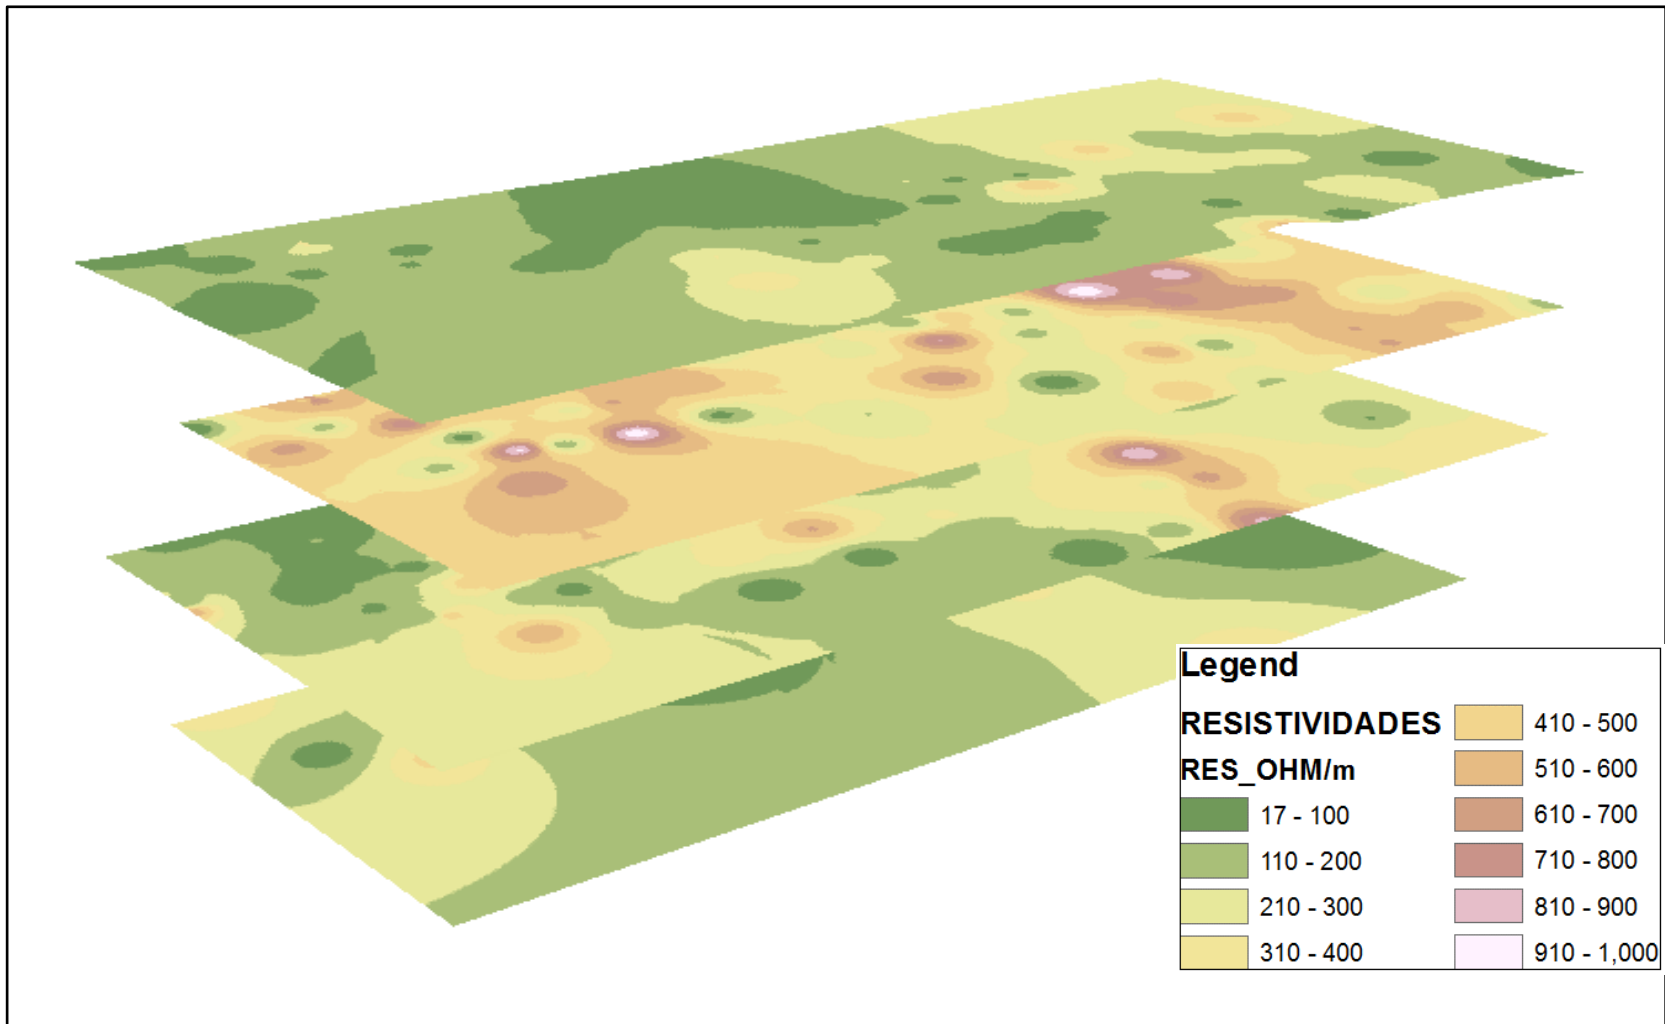 Legend
RESISTIVIDADES
RES_OHM/m
17 - 100
110 - 200
210 - 300
310 - 400
410 - 500
510 - 600
610 - 700
710 - 800
810 - 900
910 - 1,000